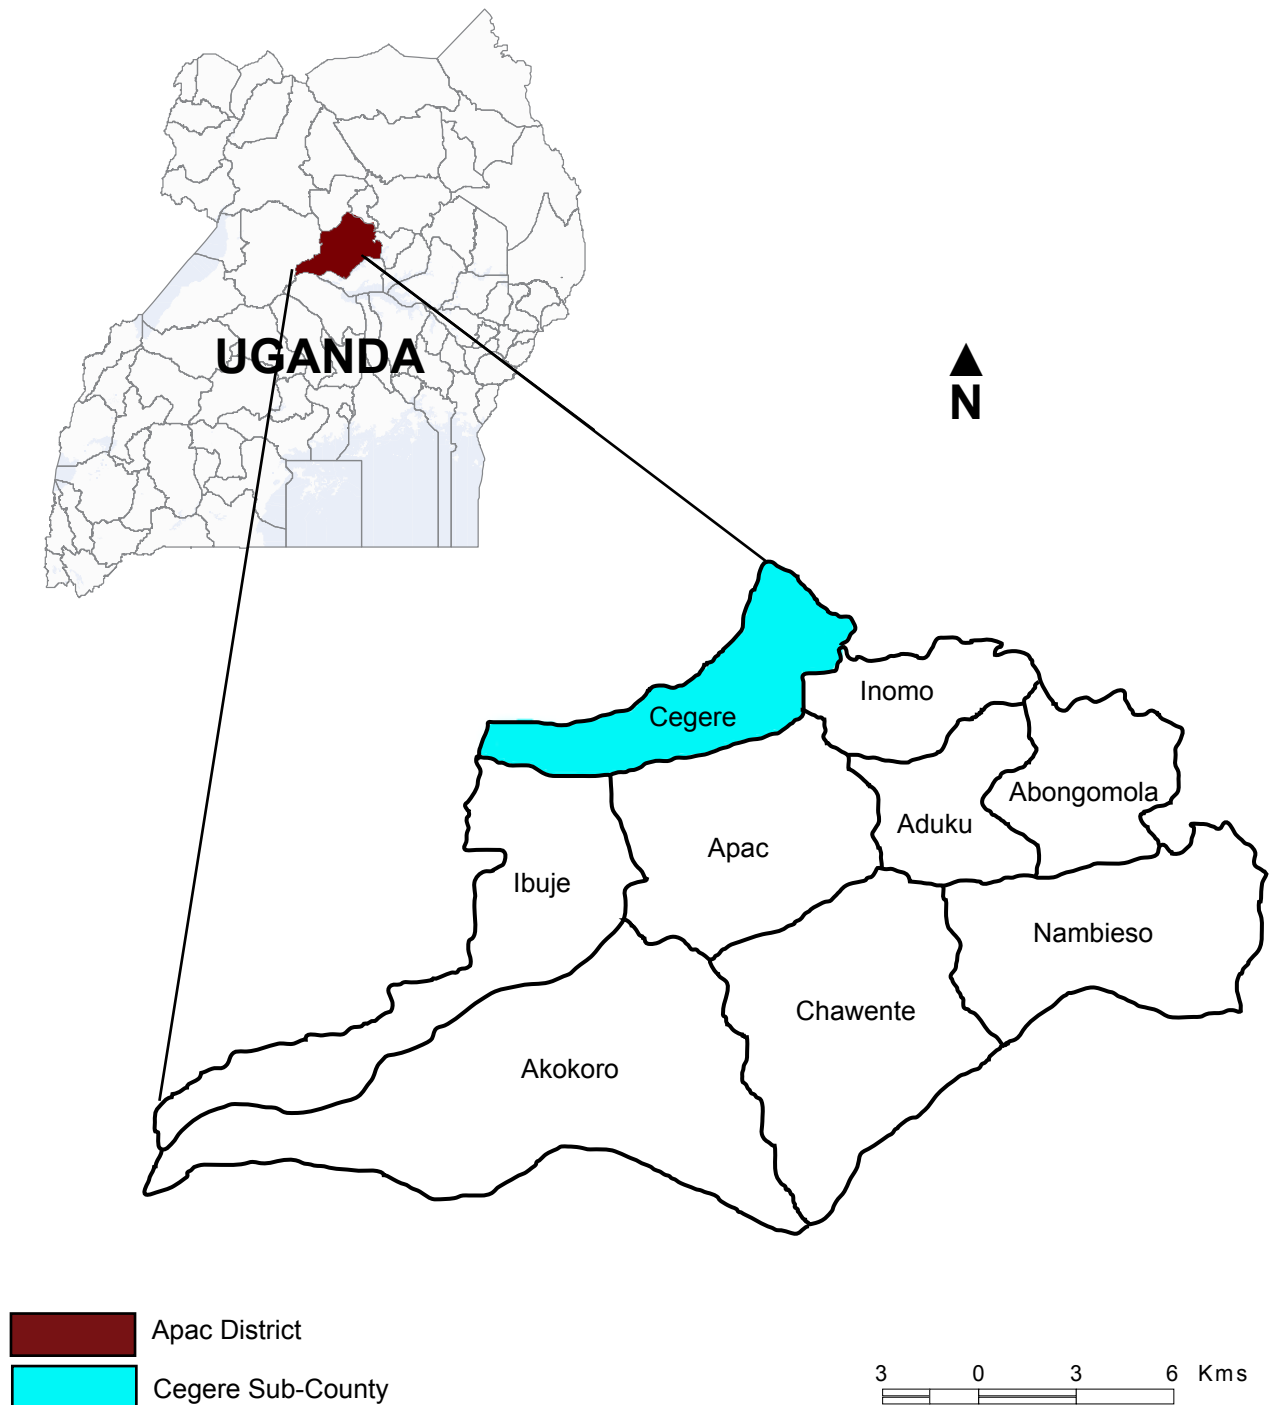 UGANDA
N
Inomo
Cegere
Abongomola
Aduku
Apac
Ibuje
Nambieso
Chawente
Akokoro
Apac District
Cegere Sub-County
3 0 3 6 Kms